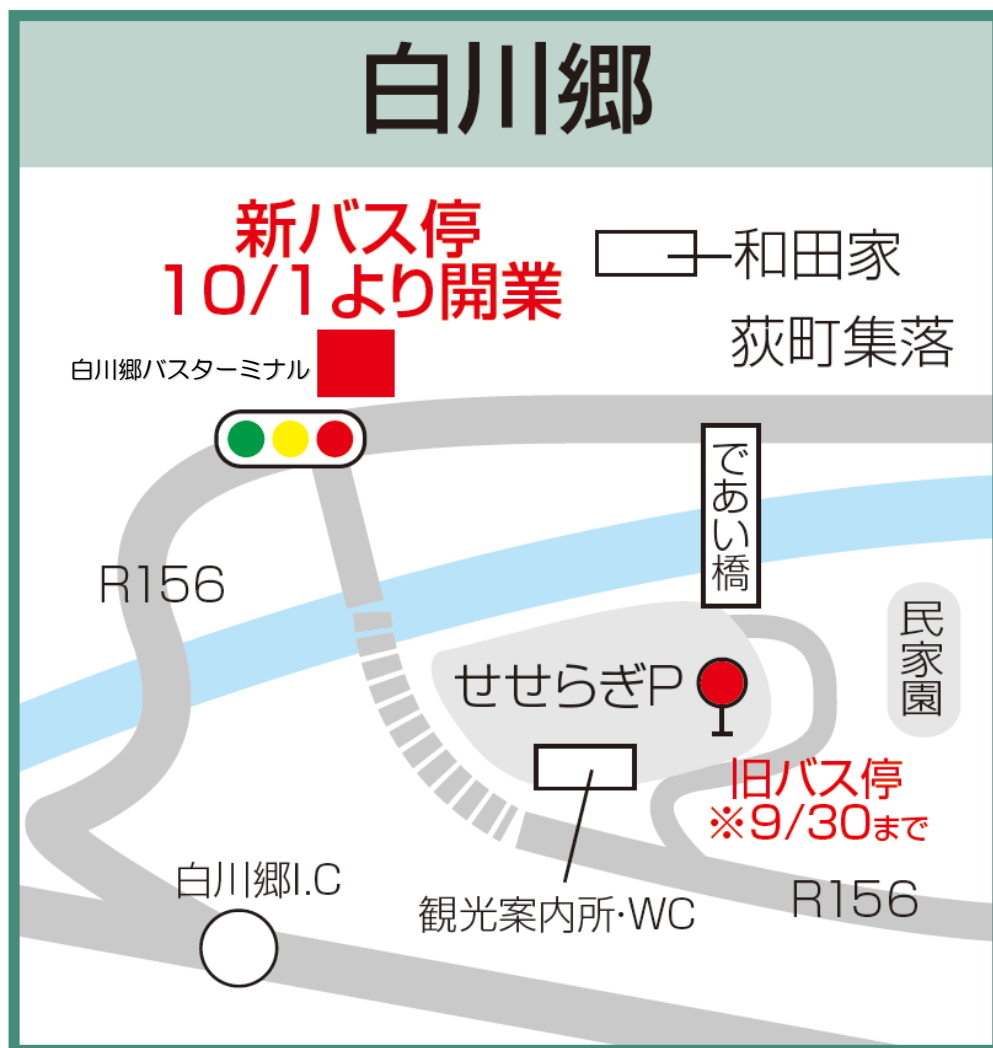 白川郷
新バス停
10/1より開業
和田家
荻町集落
白川郷バスターミナル
であい橋
R156
民家園
せせらぎP
旧バス停
※9/30まで
白川郷I.C
観光案内所・WC
R156